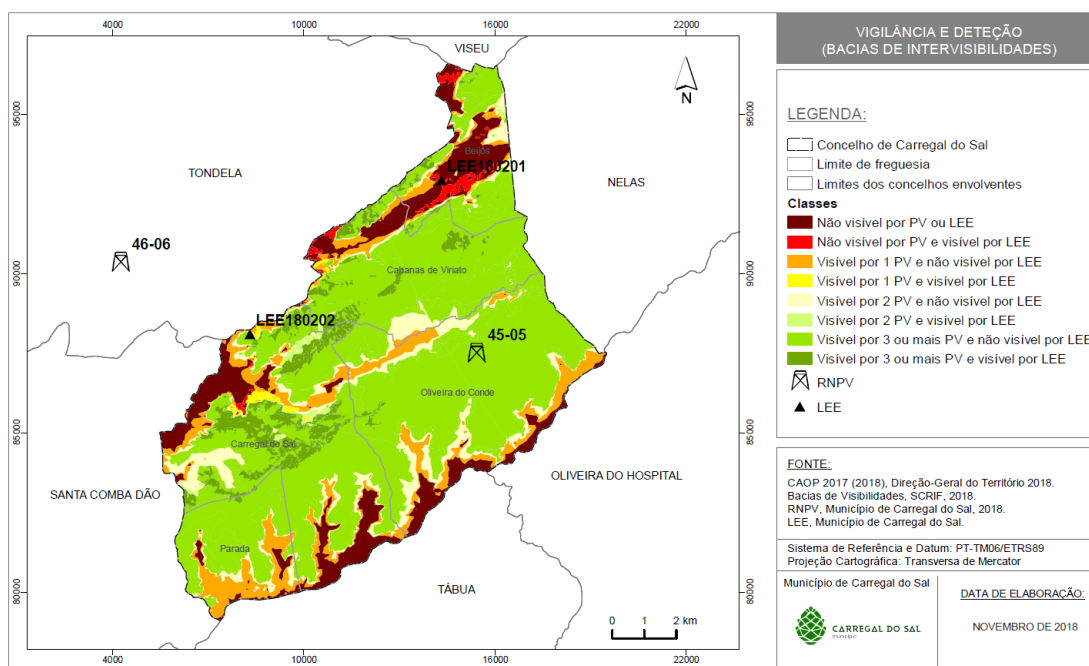 4000 10000 16000 22000
VISEU
N
95000 95000
Beijós
LEE180201
TONDELA
NELAS
46-06
90000 90000
Cabanas de Viriato
LEE180202
45-05
Oliveira do Conde
85000 85000
Carregal do Sal
OLIVEIRA DO HOSPITAL
SANTA COMBA DÃO
Parada
80000 80000
TÁBUA
0 1 2 km
4000 10000 16000 22000
VIGILÂNCIA E DETEÇÃO
(BACIAS DE INTERVISIBILIDADES)
LEGENDA:
Concelho de Carregal do Sal
Limite de freguesia
Limites dos concelhos envolventes
Classes
Não visível por PV ou LEE
Não visível por PV e visível por LEE
Visível por 1 PV e não visível por LEE
Visível por 1 PV e visível por LEE
Visível por 2 PV e não visível por LEE
Visível por 2 PV e visível por LEE
Visível por 3 ou mais PV e não visível por LEE
Visível por 3 ou mais PV e visível por LEE
RNPV
LEE
FONTE:
CAOP 2017 (2018), Direção-Geral do Território 2018.
Bacias de Visibilidades, SCRIF, 2018.
RNPV, Município de Carregal do Sal, 2018.
LEE, Município de Carregal do Sal.
Sistema de Referência e Datum: PT-TM06/ETRS89
Projeção Cartográfica: Transversa de Mercator
Município de Carregal do Sal
CARREGAL DO SAL
município
DATA DE ELABORAÇÃO:
NOVEMBRO DE 2018